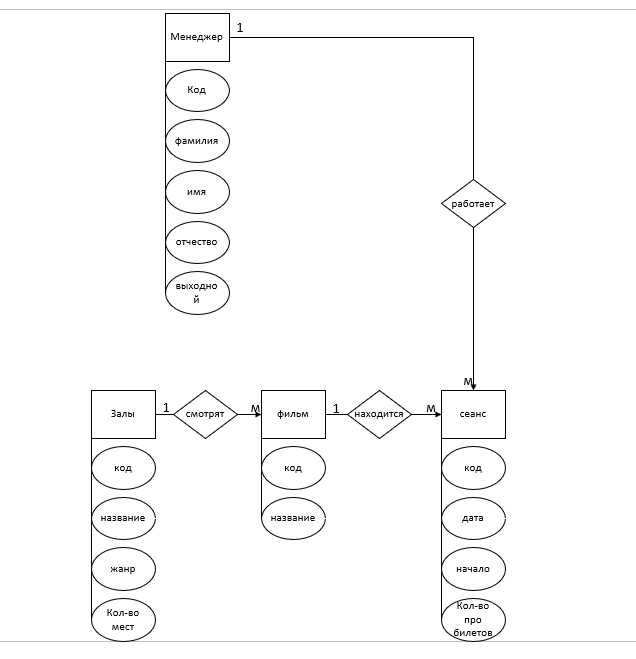 Менеджер
1
Код
фамилия
имя
отчество
выходно
й
работает
М
Залы
1
смотрят
М
фильм
1
находится
М
сеанс
код
код
код
название
название
дата
жанр
начало
Кол-во
мест
Кол-во
про
билетов